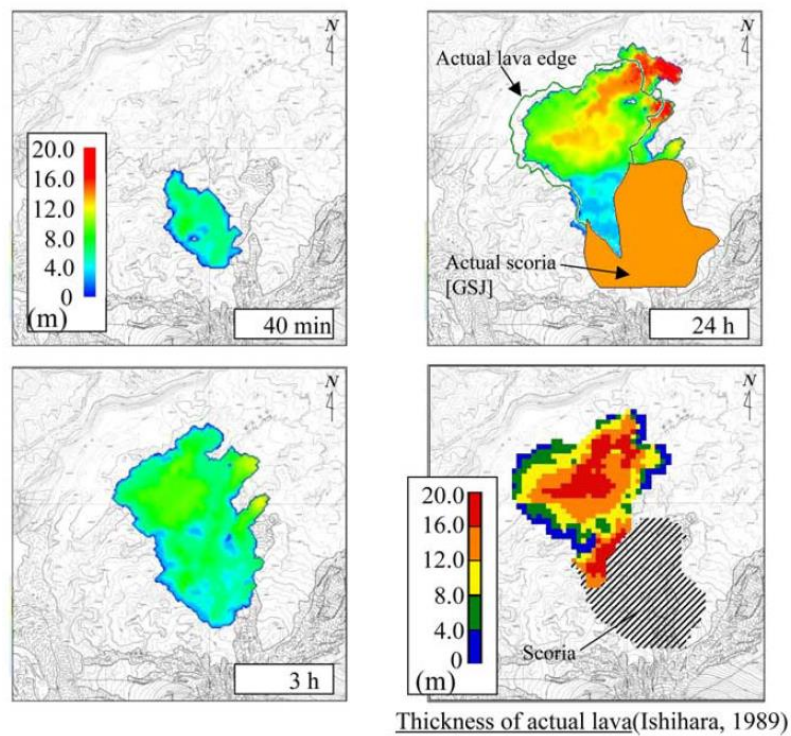 N
20.0
16.0
12.0
8.0
4.0
0
(m)
40 min
N
Actual lava edge
Actual scoria
[GSJ]
24 h
N
3 h
N
20.0
16.0
12.0
8.0
4.0
0
(m)
Scoria
Thickness of actual lava(Ishihara, 1989)